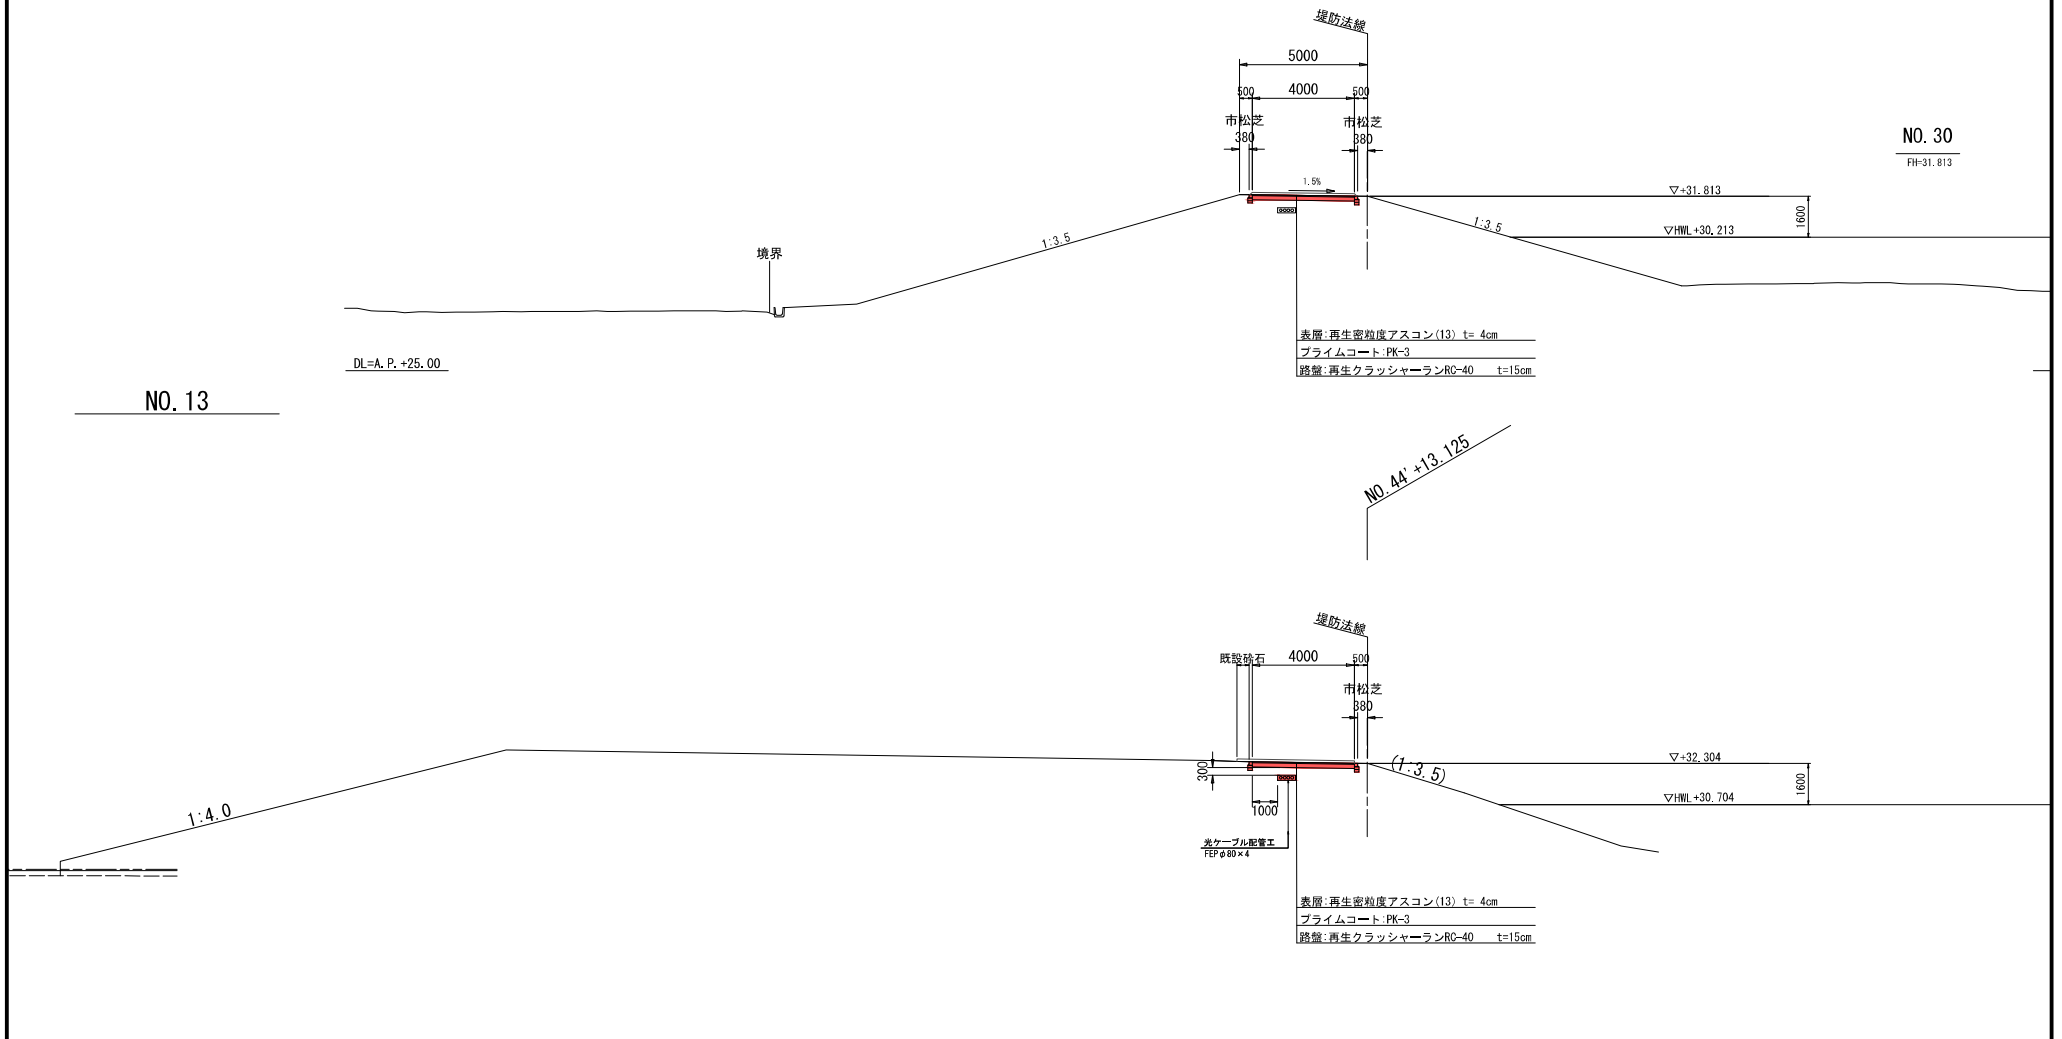 堤防法線
5000
500
4000
500
市松芝
市松芝
380
380
NO. 30
FH=31.813
1.5%
▽+31.813
1:3.5
1:3.5
1600
▽HWL+30.213
境界
表層:再生密粒度アスコン(13) t= 4cm
プライムコート:PK-3
路盤:再生クラッシャーランRC-40 t=15cm
DL=A.P. +25.00
NO. 13
NO. 44' +13.125
堤防法線
既設砕石
4000
500
市松芝
380
▽+32.304
(1:3.5)
300
1600
▽HWL+30.704
1000
1:4.0
光ケーブル配管工
FEPφ80×4
表層:再生密粒度アスコン(13) t= 4cm
プライムコート:PK-3
路盤:再生クラッシャーランRC-40 t=15cm